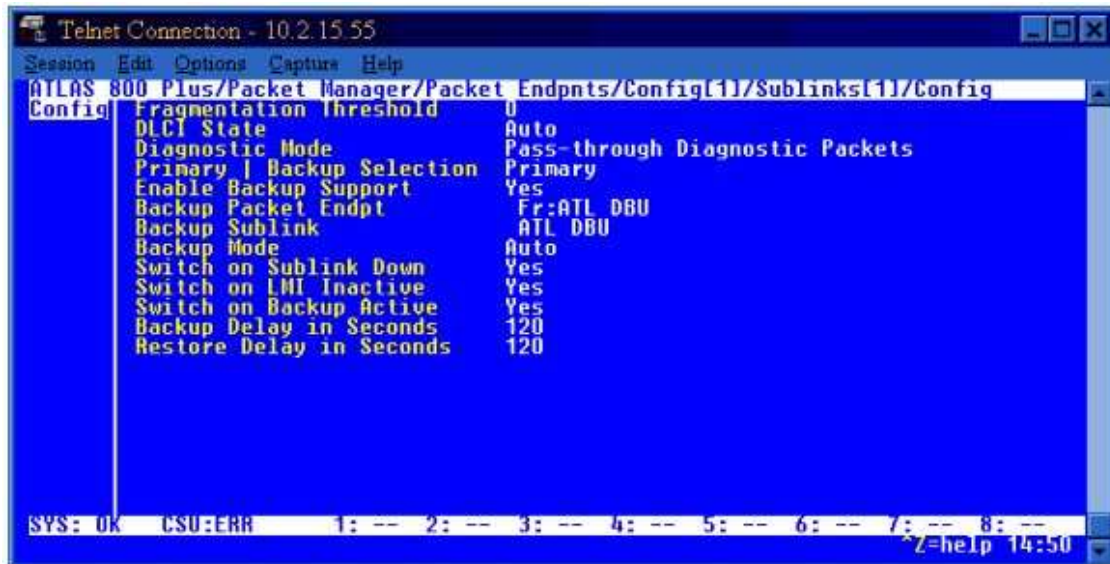 Telnet Connection - 10.2.15.55
Session Edit Options Capture Help
ATLAS 800 Plus/Packet Manager/Packet Endpnts/Config[1]/Sublinks[1]/Config
Config
Fragmentation Threshold 0
DLCI State Auto
Diagnostic Mode Pass-through Diagnostic Packets
Primary | Backup Selection Primary
Enable Backup Support Yes
Backup Packet Endpt Fr:ATL DBU
Backup Sublink ATL DBU
Backup Mode Auto
Switch on Sublink Down Yes
Switch on LMI Inactive Yes
Switch on Backup Active Yes
Backup Delay in Seconds 120
Restore Delay in Seconds 120
SYS: OK CSU:ERR 1: -- 2: -- 3: -- 4: -- 5: -- 6: -- 7: -- 8: --
^Z=help 14:50